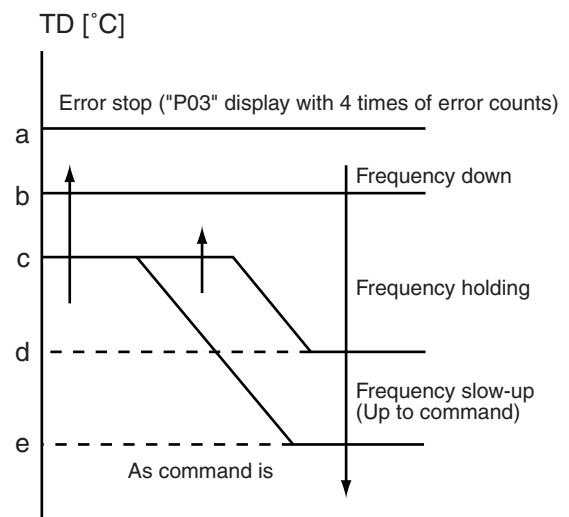 TD [˚C]
Error stop ("P03" display with 4 times of error counts)
a
Frequency down
b
c
Frequency holding
d
Frequency slow-up
(Up to command)
e
As command is